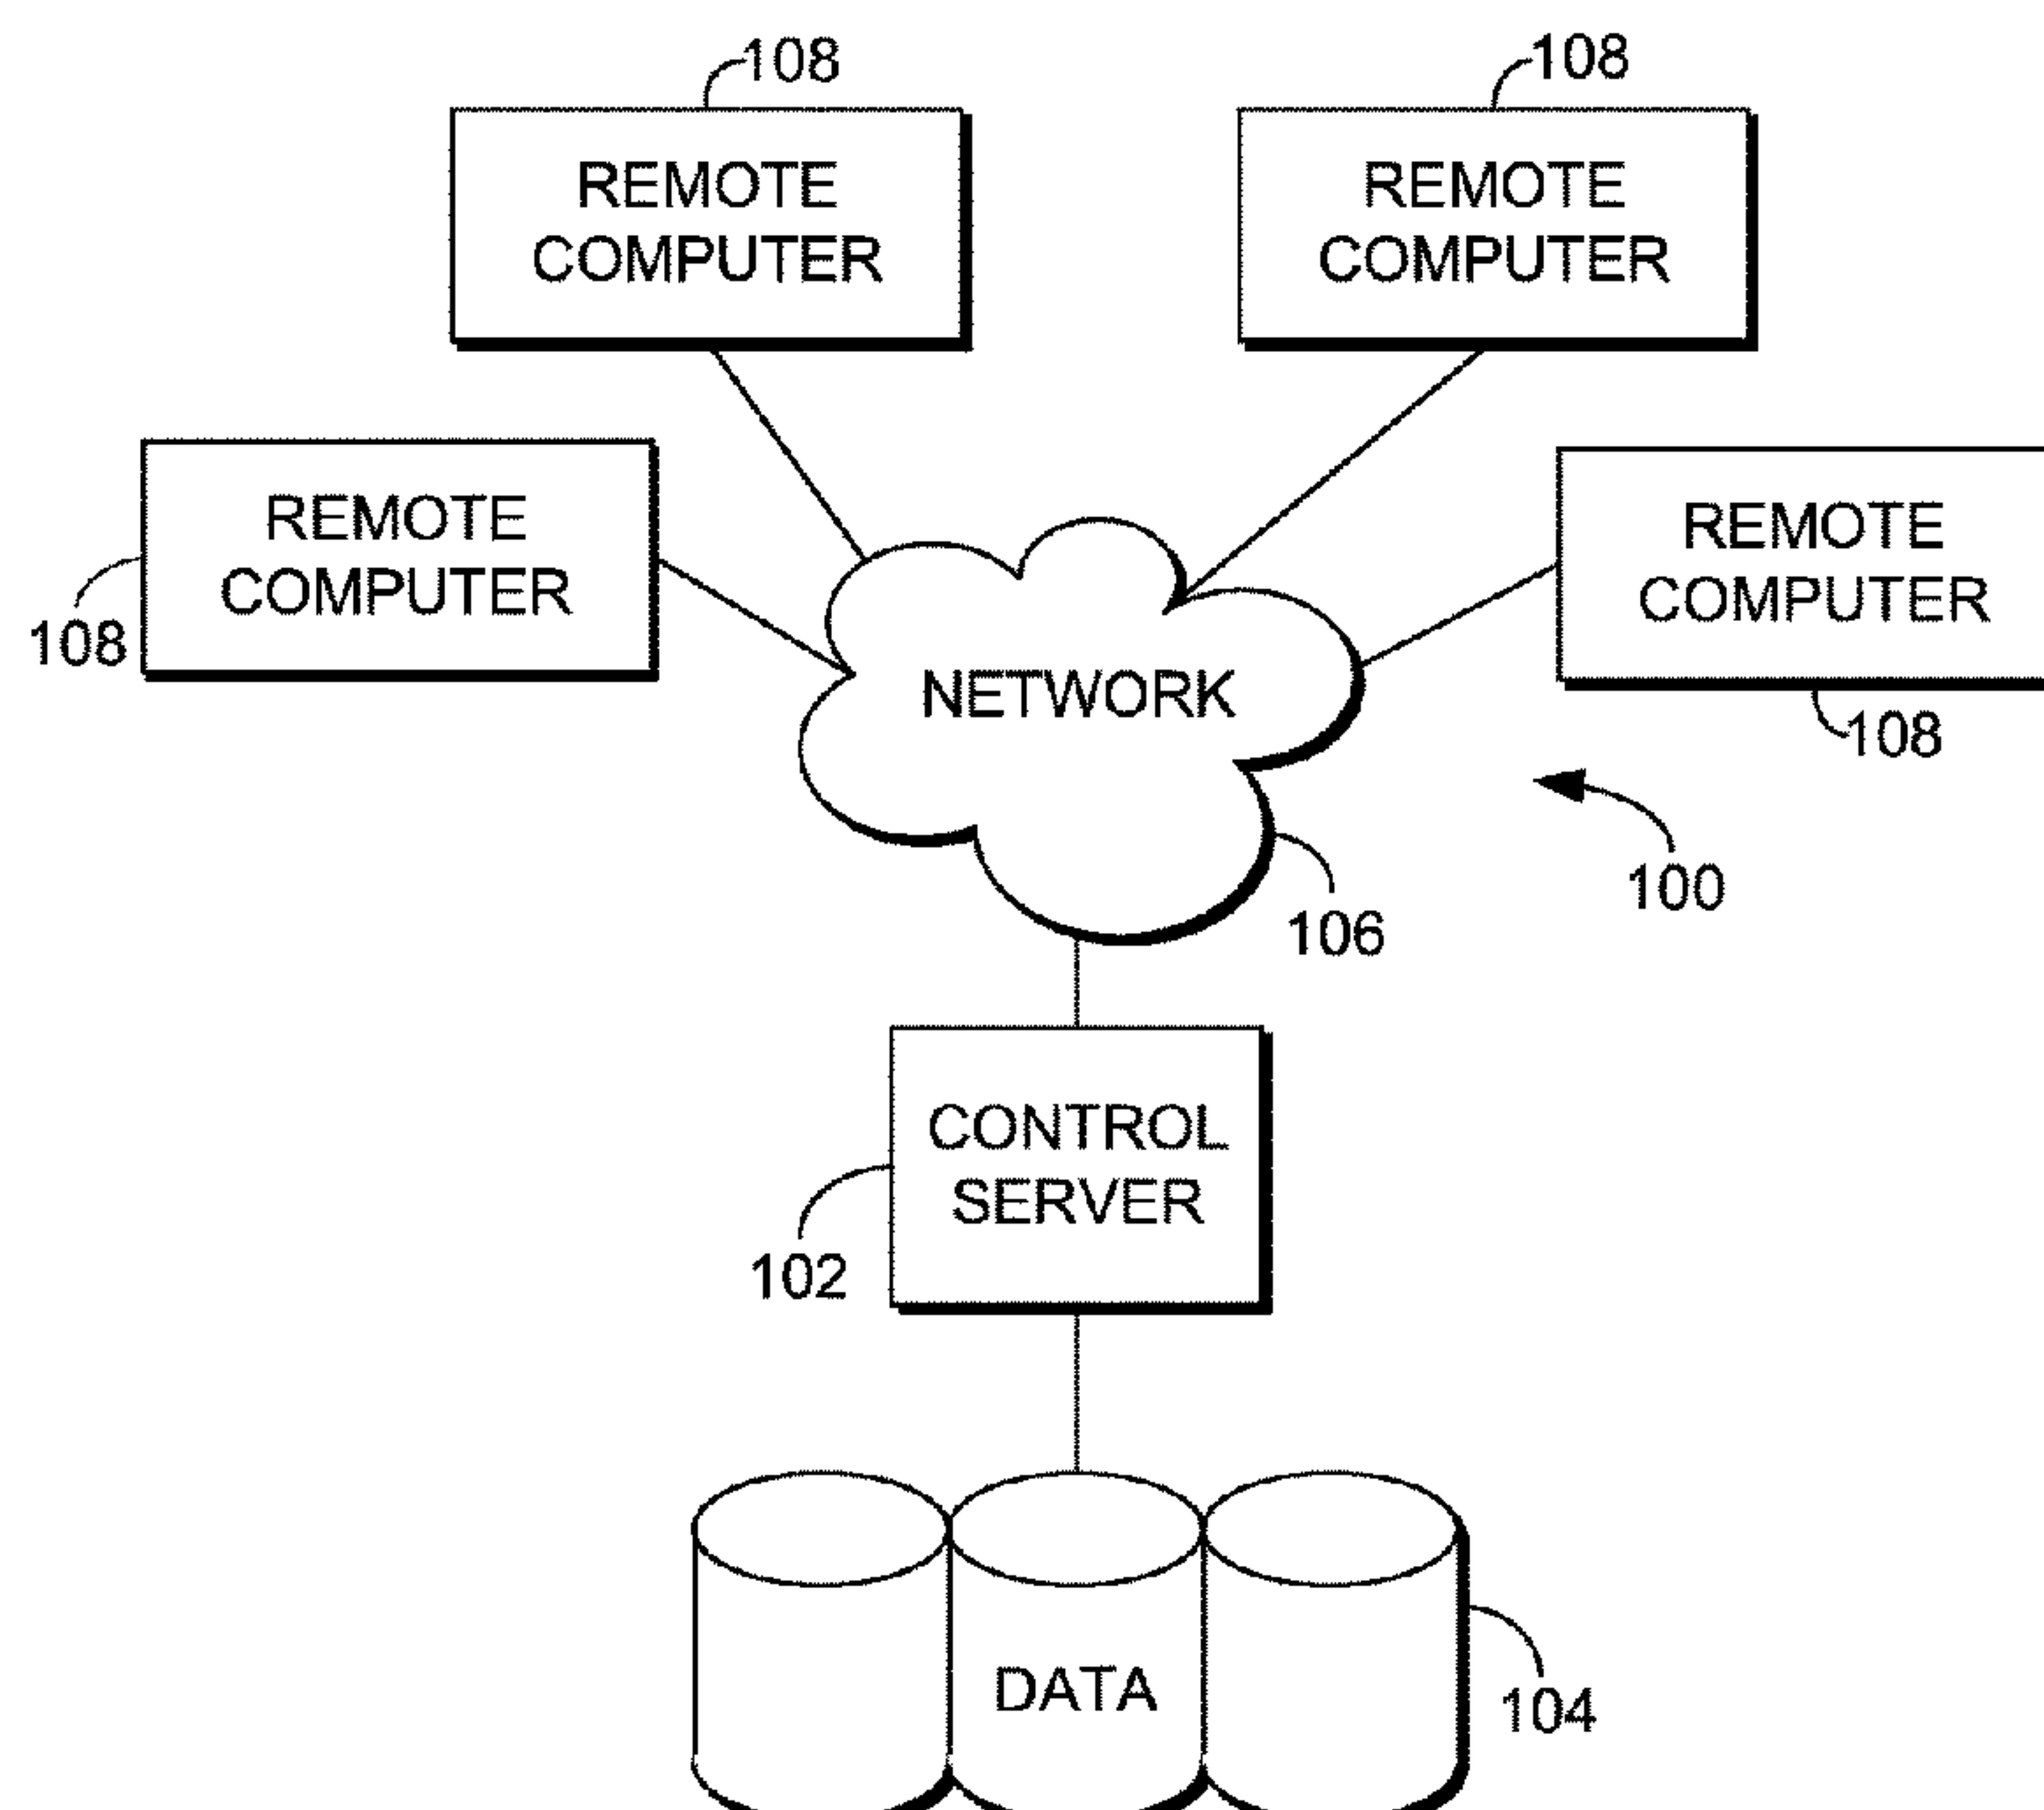 108
108
REMOTE
COMPUTER
REMOTE
COMPUTER
REMOTE
COMPUTER
108
REMOTE
COMPUTER
108
NETWORK
100
106
CONTROL
SERVER
102
DATA
104